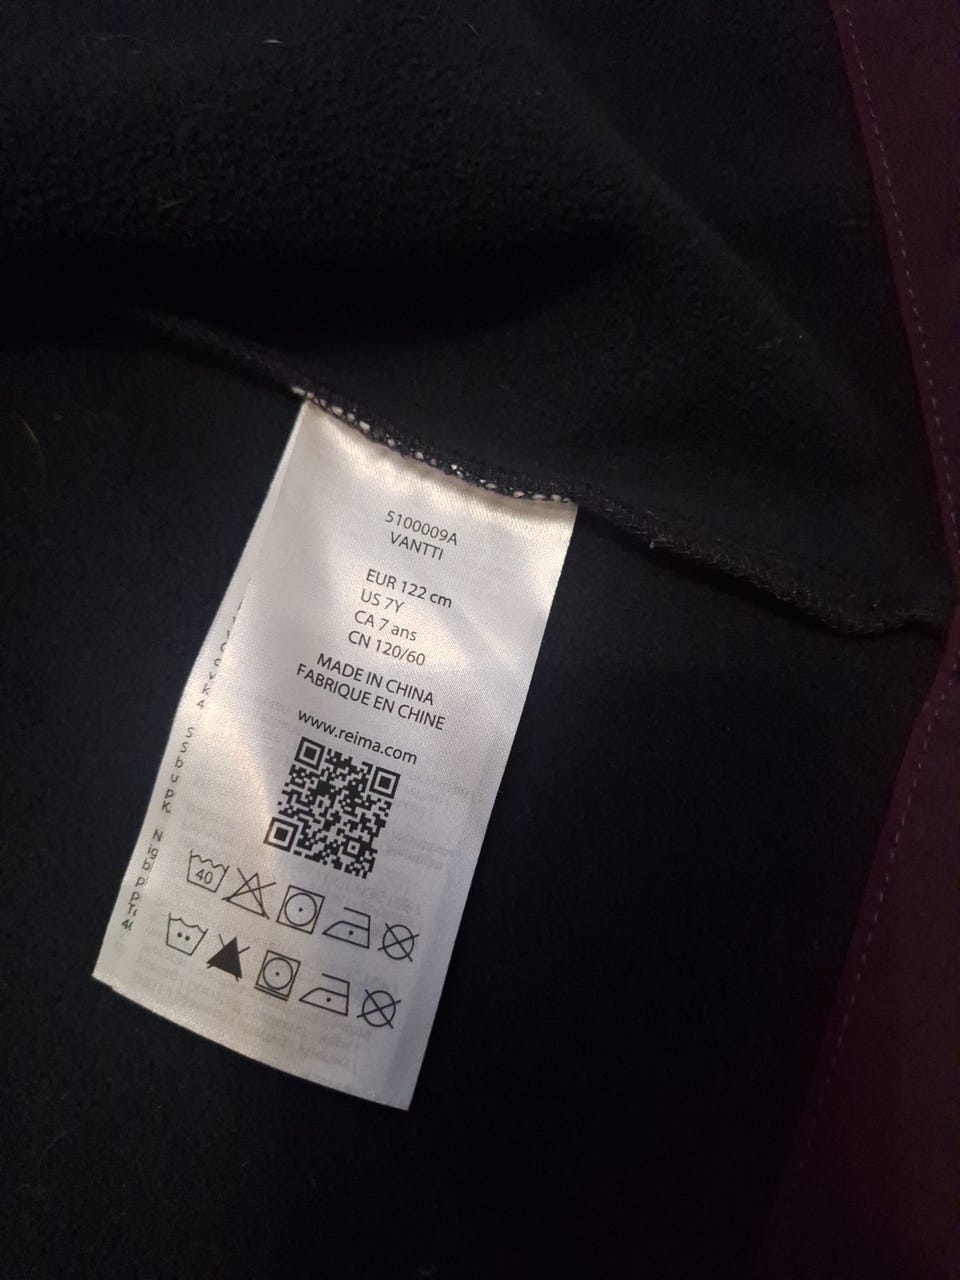 5100009A
VANTTI
EUR 122 cm
US 7Y
CA 7 ans
CN 120/60
MADE IN CHINA
FABRIQUE EN CHINE
www.reima.com
40